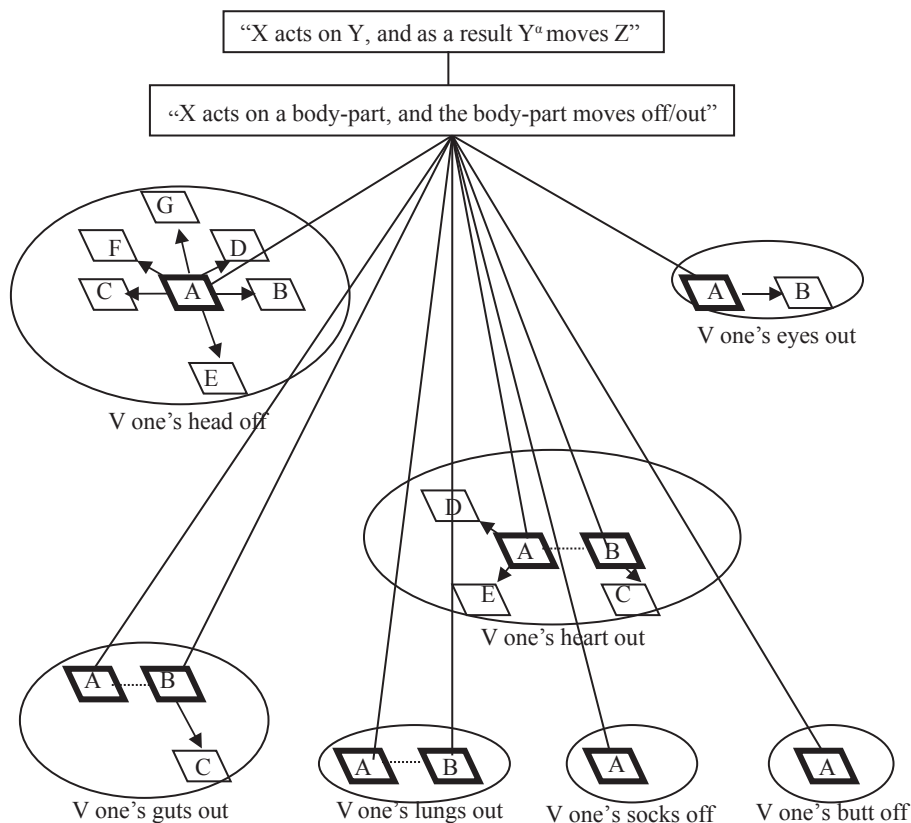 “X acts on Y, and as a result Yᵅ moves Z”
“X acts on a body-part, and the body-part moves off/out”
G
F
D
C
A
B
E
V one’s head off
A
B
V one’s eyes out
D
A
B
E
C
V one’s heart out
A
B
C
V one’s guts out
A
B
V one’s lungs out
A
V one’s socks off
A
V one’s butt off